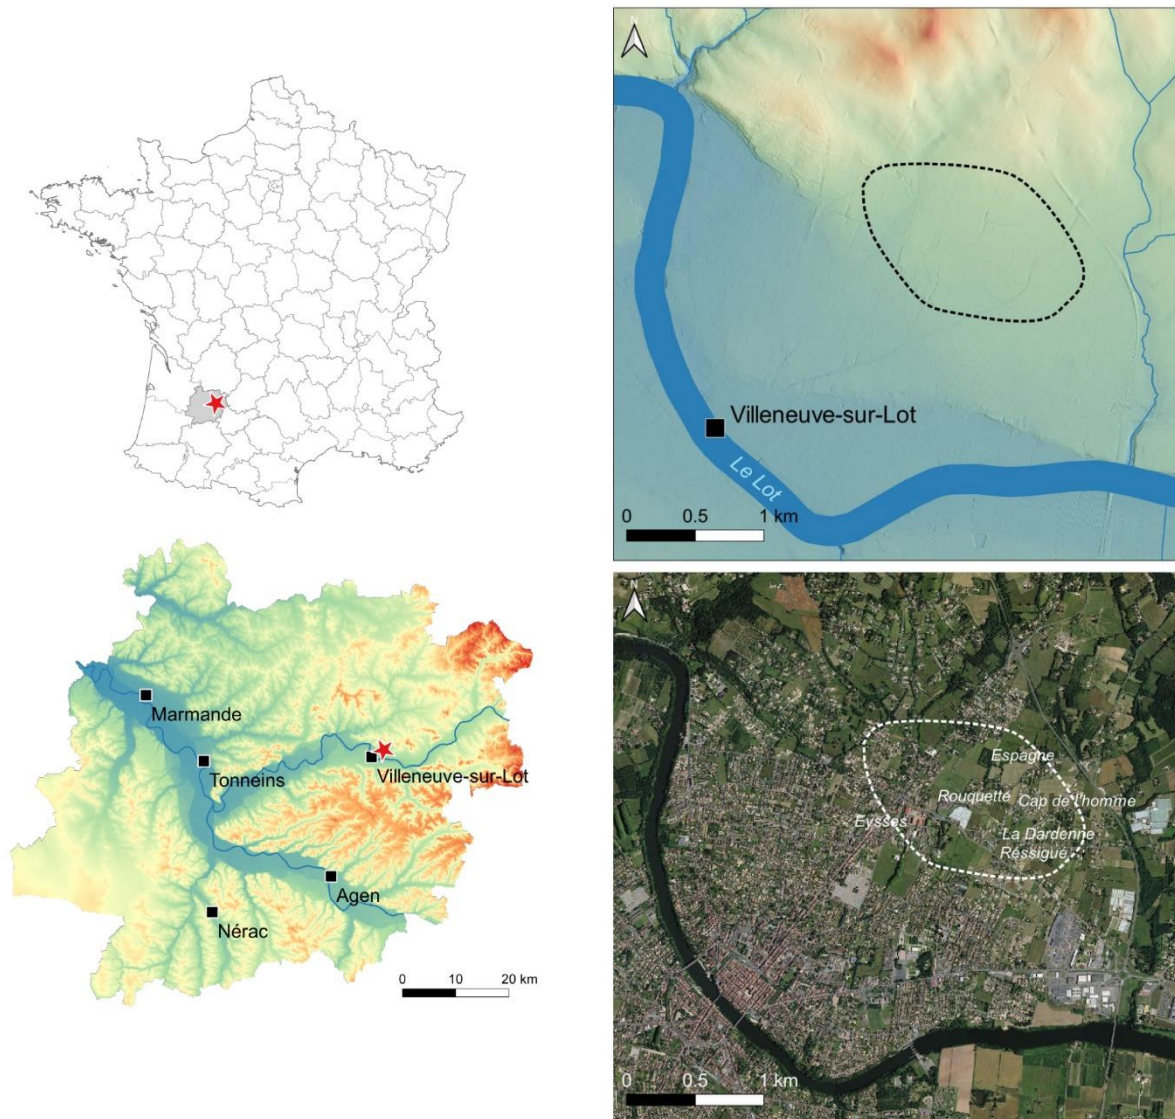 N
Villeneuve-sur-Lot
Le Lot
0 0.5 1 km
Marmande
Tonneins
Villeneuve-sur-Lot
Agen
Nérac
0 10 20 km
N
Espagne
Rouquette
Cap de l'homme
Eysses
La Dardenne
Réssigué
0 0.5 1 km